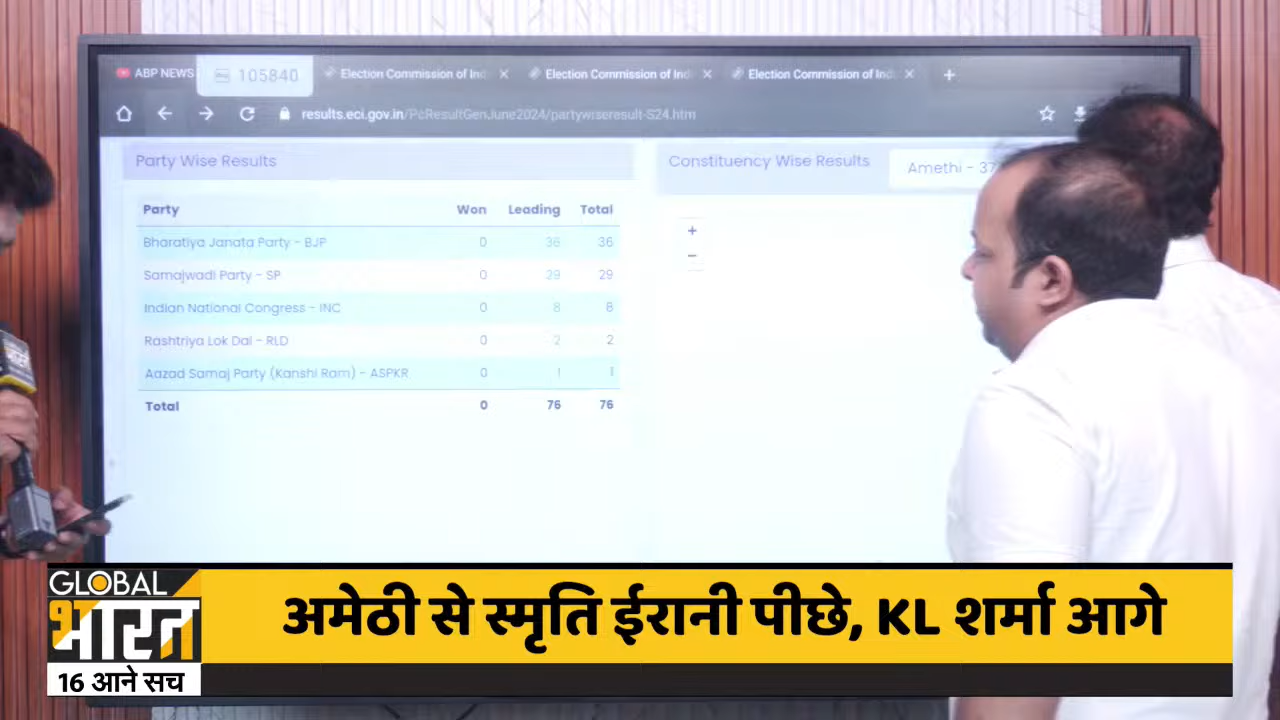 ABP NEWS
105840
Election Commission of Ind
Election Commission of Ind
Election Commission of Ind
results.eci.gov.in/PcResultGenJune2024/partywiseresult-S24.htm
Party Wise Results
Party Won Leading Total
Bharatiya Janata Party - BJP 0 36 36
Samajwadi Party - SP 0 29 29
Indian National Congress - INC 0 8 8
Rashtriya Lok Dal - RLD 0 2 2
Aazad Samaj Party (Kanshi Ram) - ASPKR 0 1 1
Total 0 76 76
Constituency Wise Results
Amethi - 37
+
−
GLOBAL
भारत
16 आने सच
अमेठी से स्मृति ईरानी पीछे, KL शर्मा आगे